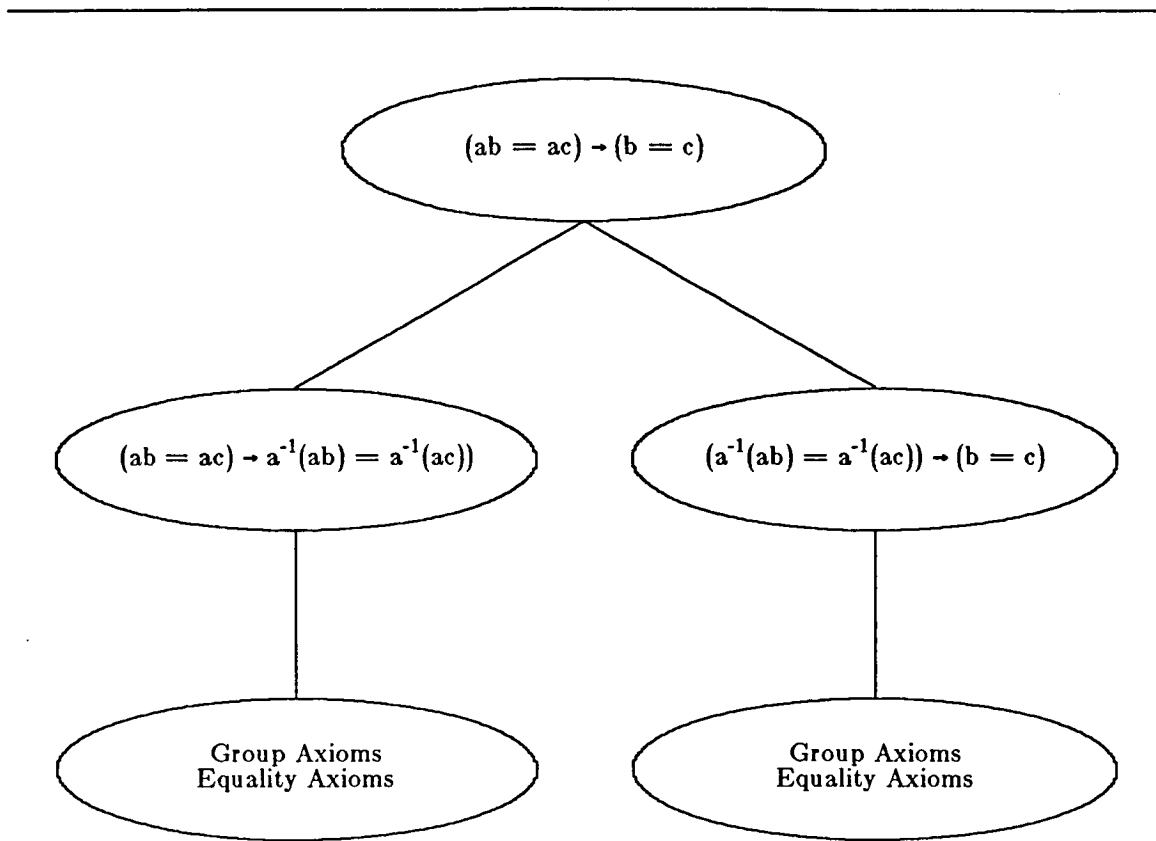 (ab = ac) → (b = c)
(ab = ac) → a⁻¹(ab) = a⁻¹(ac))
(a⁻¹(ab) = a⁻¹(ac)) → (b = c)
Group Axioms
Equality Axioms
Group Axioms
Equality Axioms